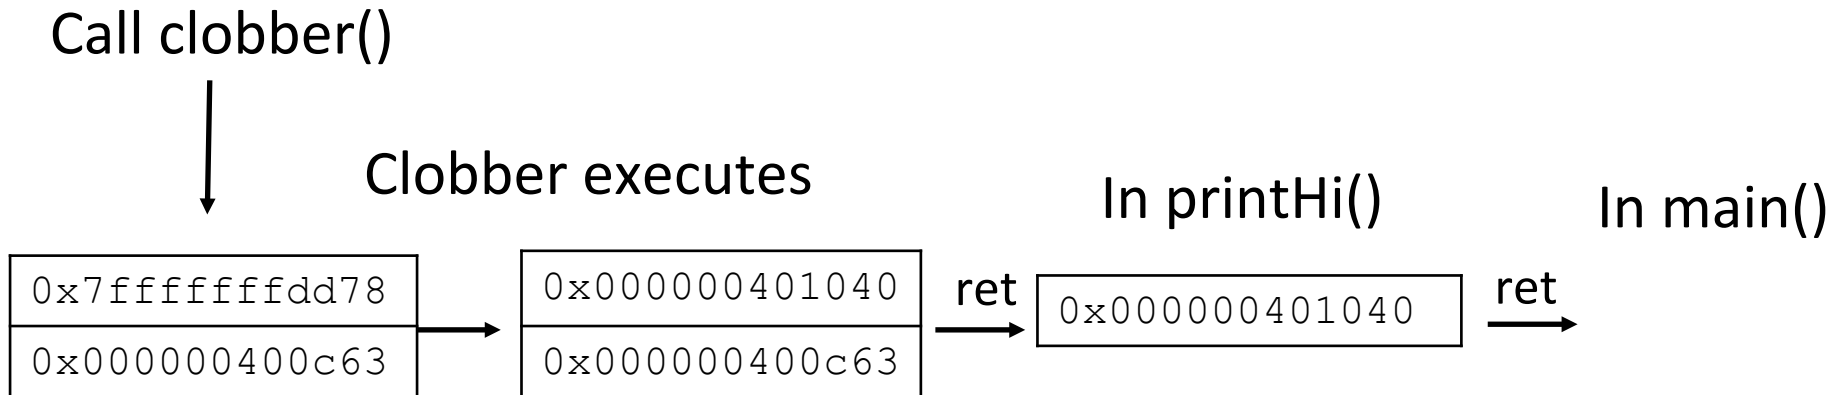 Call clobber()
Clobber executes
In printHi()
In main()
0x7fffffffdd78
0x000000400c63
0x000000401040
0x000000400c63
ret
0x000000401040
ret